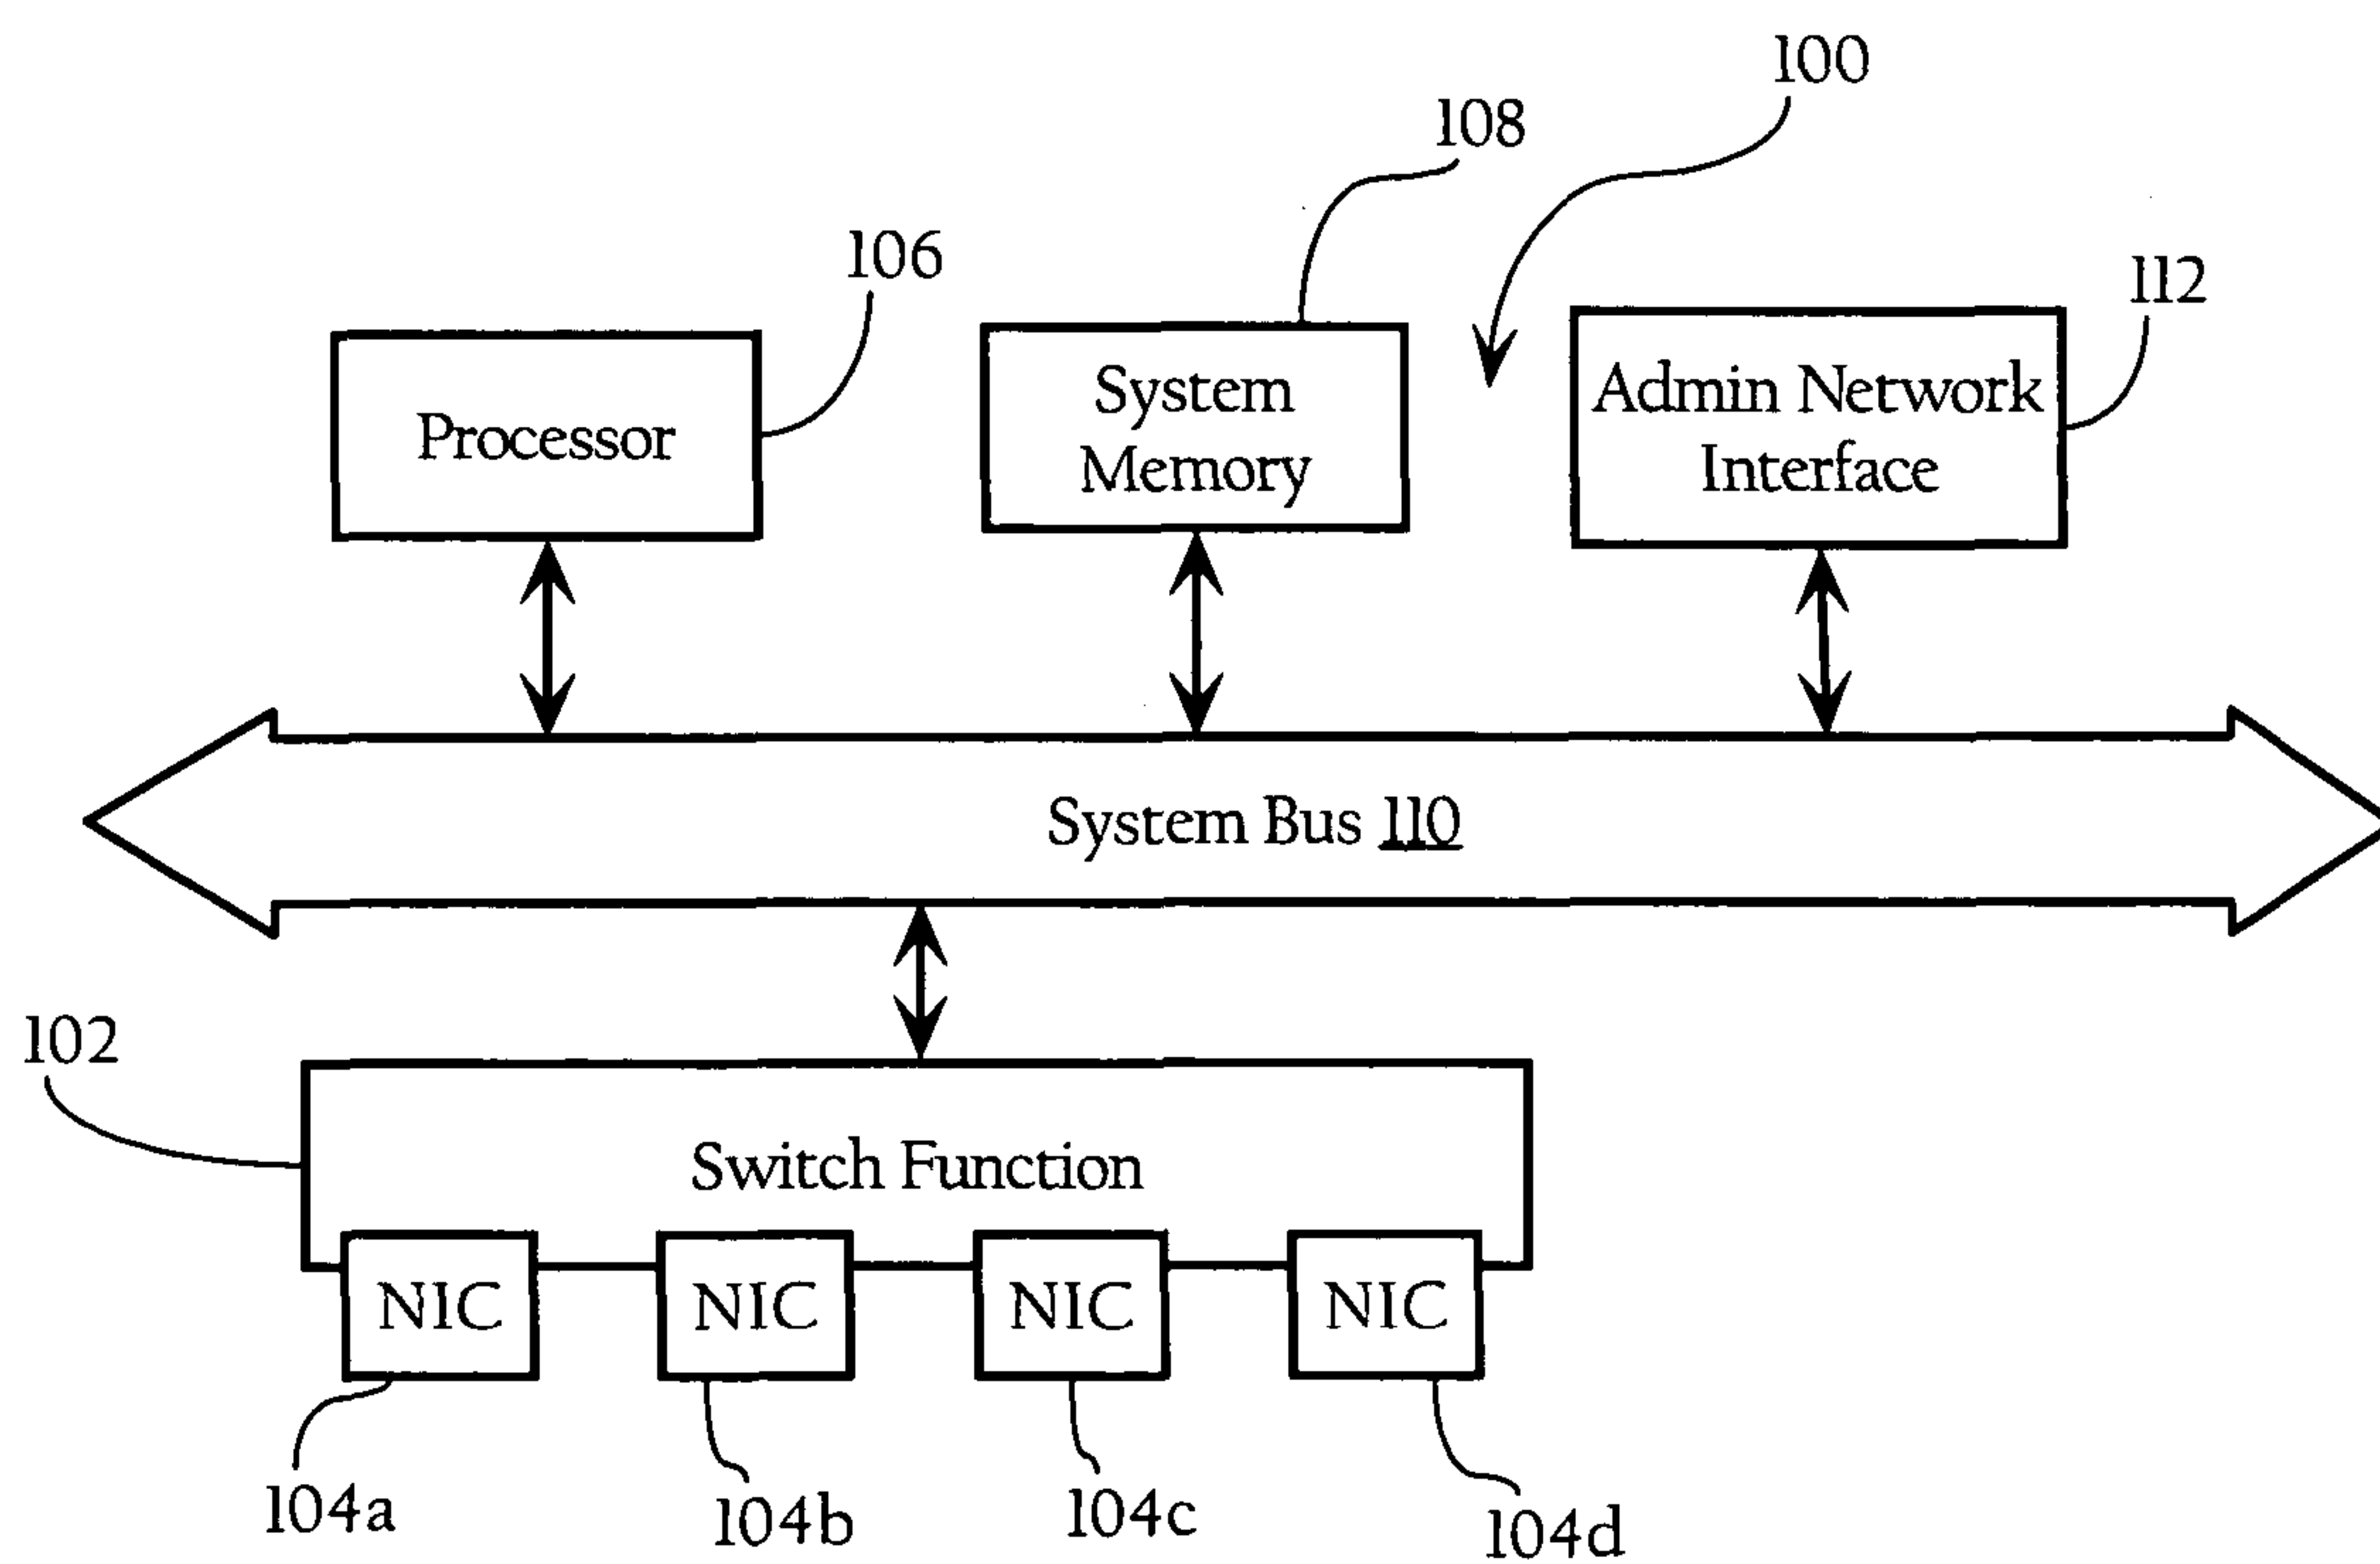 100
108
106
112
Processor
System
Memory
Admin Network
Interface
System Bus 110
102
Switch Function
NIC
NIC
NIC
NIC
104a
104b
104c
104d